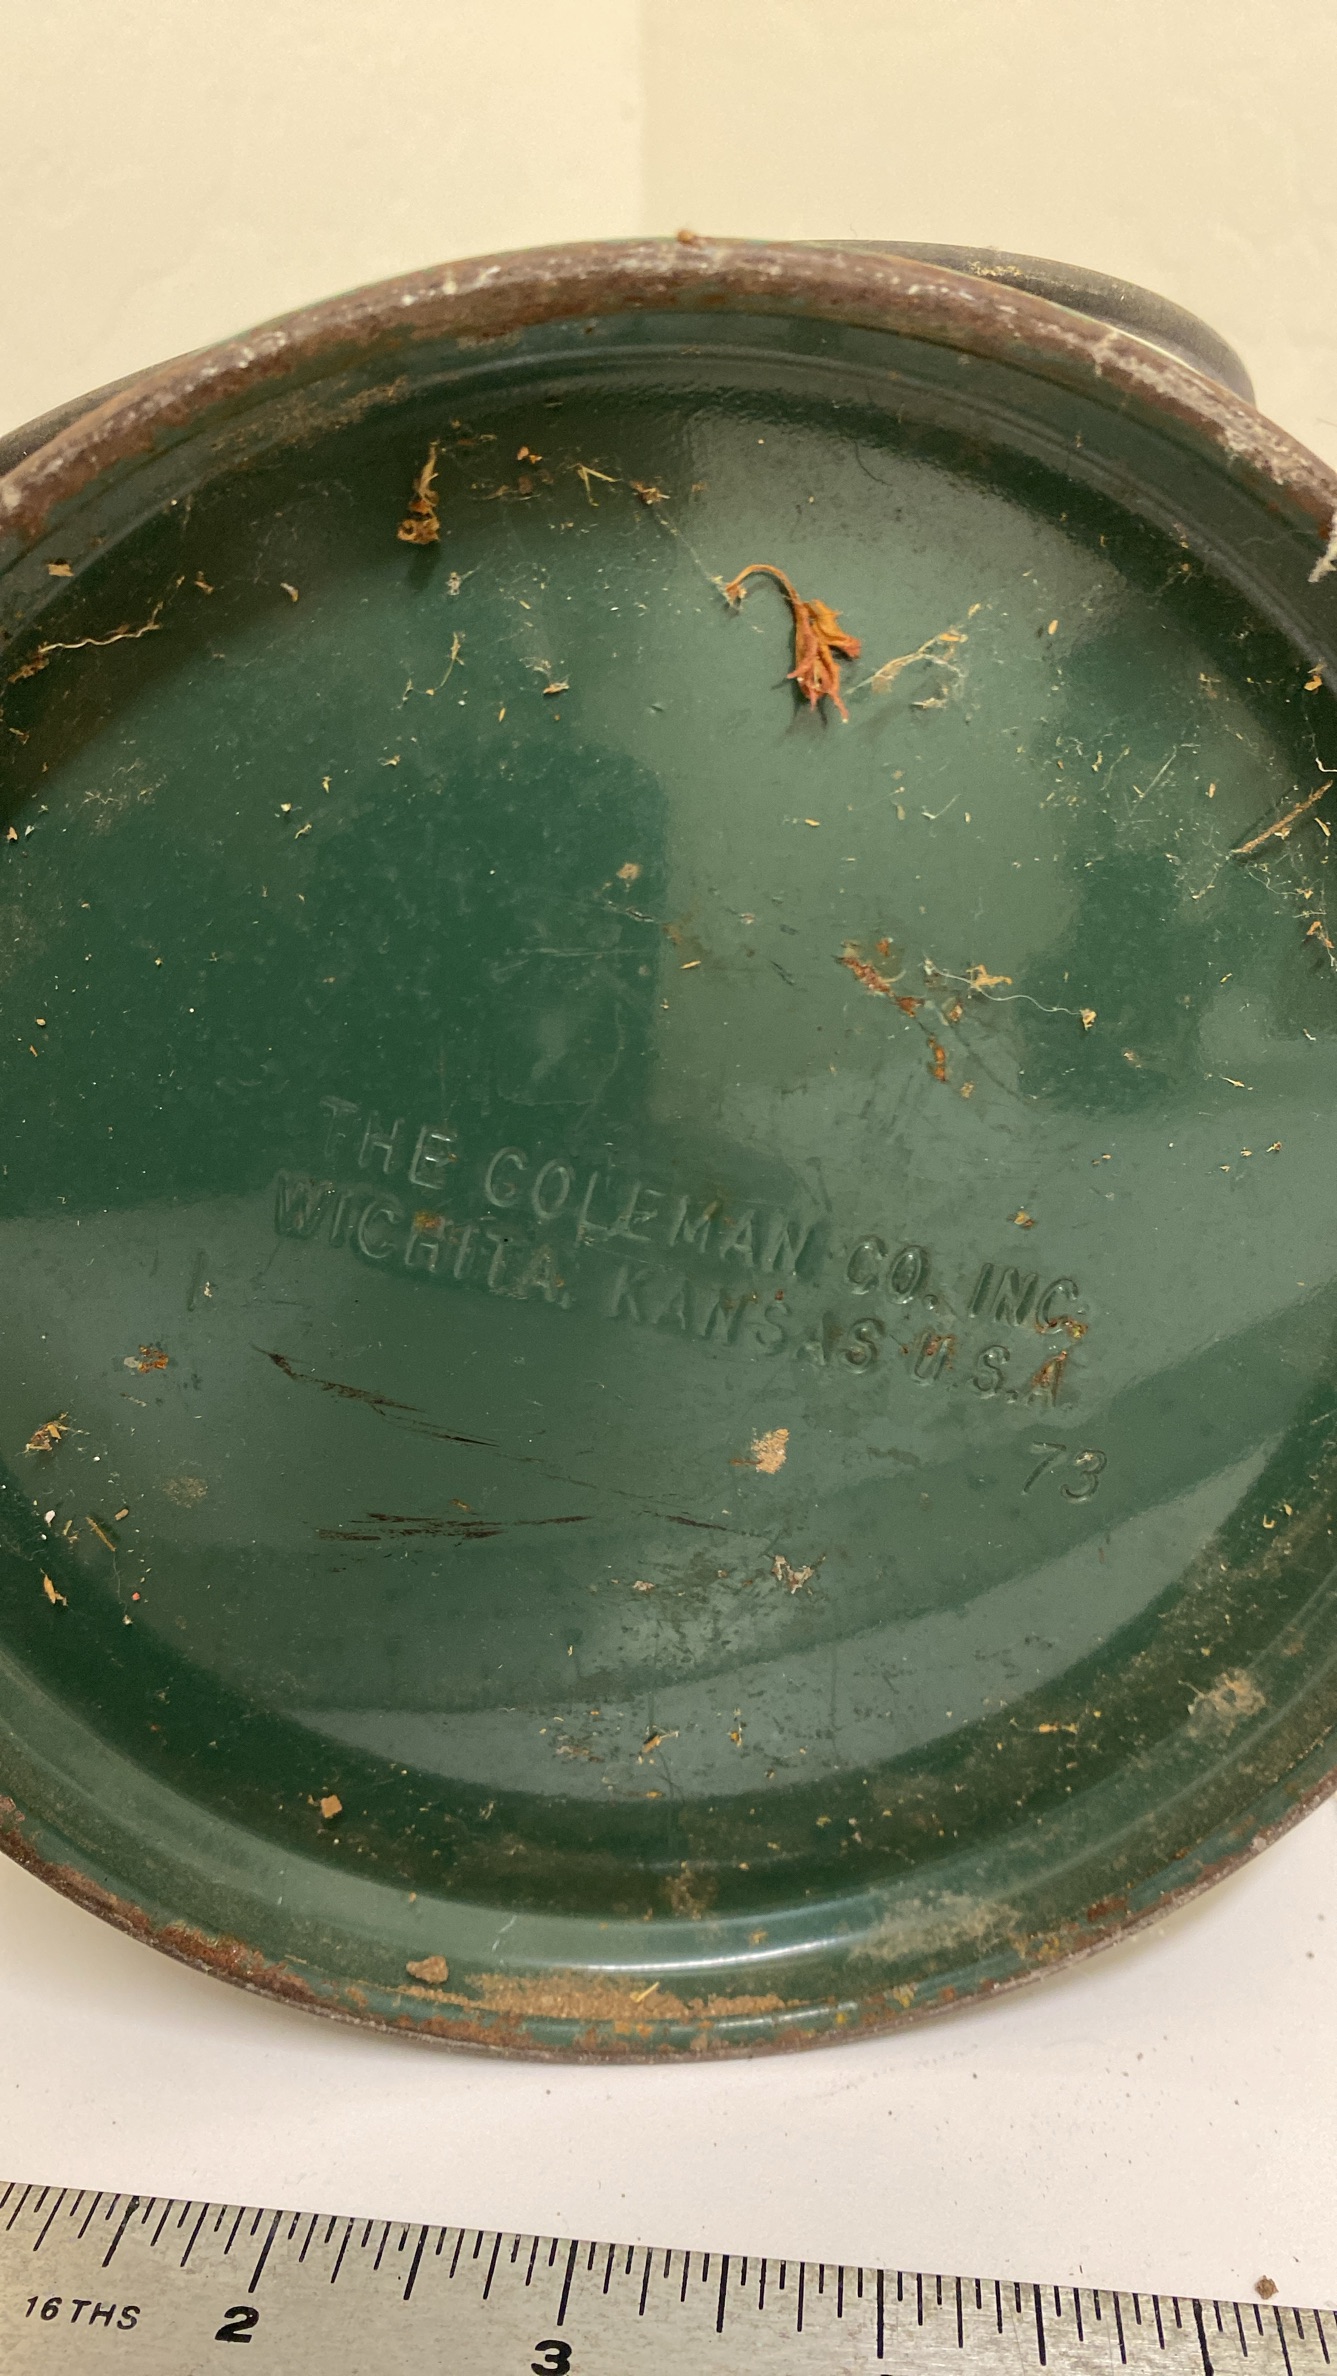 THE COLEMAN CO. INC.
WICHITA, KANSAS U.S.A.
73
16THS
2
3